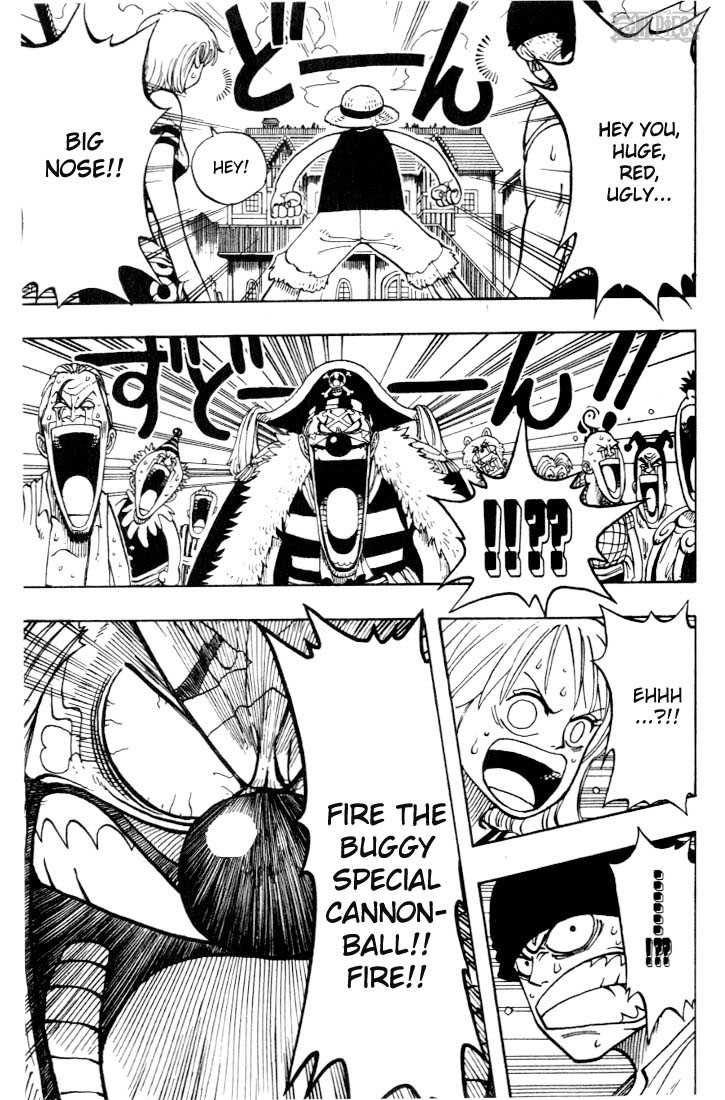 どーーん
HEY YOU,
HUGE,
RED,
UGLY...
HEY!
BIG
NOSE!!
ずどーーん!!
!!??
EHHH
...?!!
......!??
FIRE THE
BUGGY
SPECIAL
CANNON-
BALL!!
FIRE!!